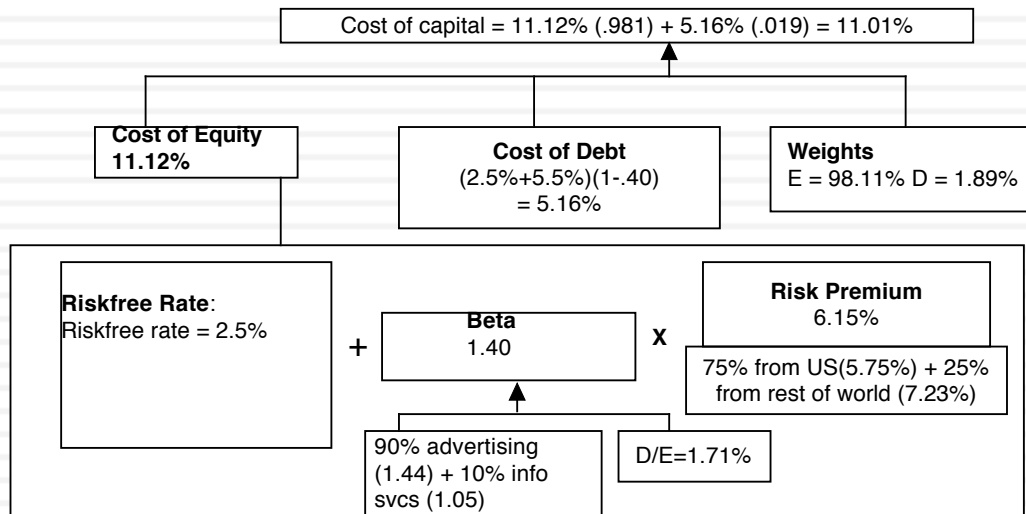 Cost of capital = 11.12% (.981) + 5.16% (.019) = 11.01%
Cost of Equity
11.12%
Cost of Debt
(2.5%+5.5%)(1-.40)
= 5.16%
Weights
E = 98.11% D = 1.89%
Riskfree Rate:
Riskfree rate = 2.5%
+
Beta
1.40
X
Risk Premium
6.15%
75% from US(5.75%) + 25%
from rest of world (7.23%)
90% advertising
(1.44) + 10% info
svcs (1.05)
D/E=1.71%